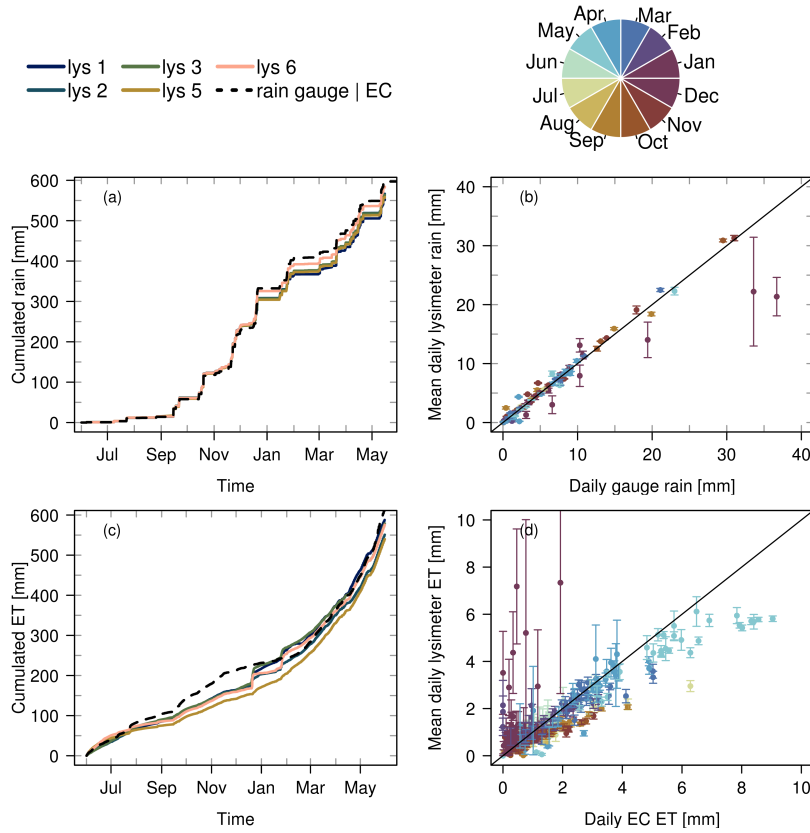 lys 1 lys 3 lys 6
lys 2 lys 5 rain gauge | EC
Apr Mar
May Feb
Jun Jan
Jul Dec
Aug Nov
Sep Oct
(a)
Cumulated rain [mm]
600
500
400
300
200
100
0
Jul Sep Nov Jan Mar May
Time
(b)
Mean daily lysimeter rain [mm]
40
30
20
10
0
0 10 20 30 40
Daily gauge rain [mm]
(c)
Cumulated ET [mm]
600
500
400
300
200
100
0
Jul Sep Nov Jan Mar May
Time
(d)
Mean daily lysimeter ET [mm]
10
8
6
4
2
0
0 2 4 6 8 10
Daily EC ET [mm]